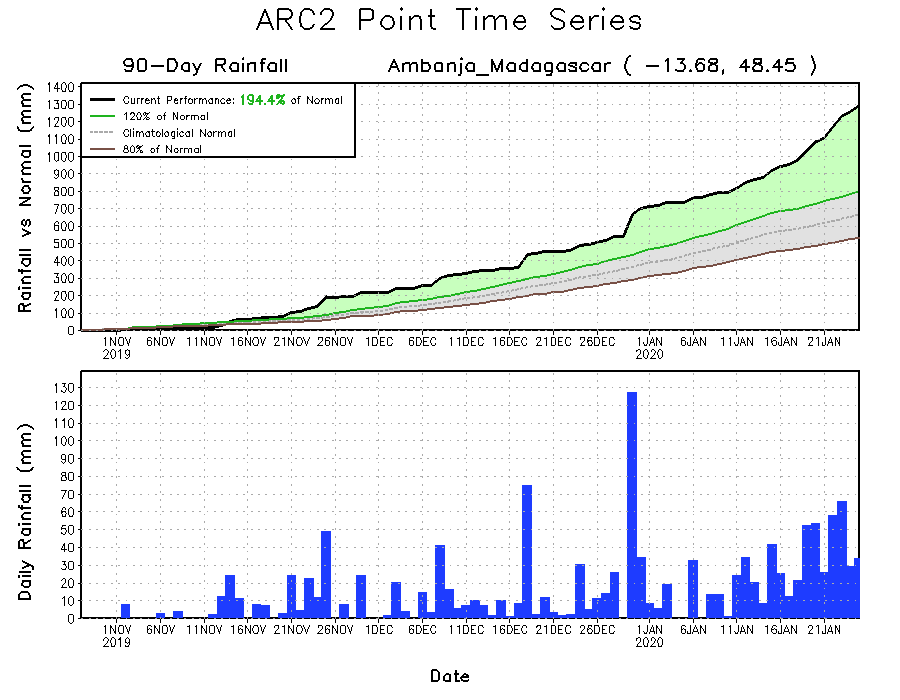 ARC2 Point Time Series
90-Day Rainfall
Ambanja_Madagascar ( -13.68, 48.45 )
Rainfall vs Normal (mm)
1400
1300
1200
1100
1000
900
800
700
600
500
400
300
200
100
0
Current Performance: 194.4% of Normal
120% of Normal
Climatological Normal
80% of Normal
1NOV 6NOV 11NOV 16NOV 21NOV 26NOV 1DEC 6DEC 11DEC 16DEC 21DEC 26DEC 1JAN 6JAN 11JAN 16JAN 21JAN
2019 2020
Daily Rainfall (mm)
130
120
110
100
90
80
70
60
50
40
30
20
10
0
1NOV 6NOV 11NOV 16NOV 21NOV 26NOV 1DEC 6DEC 11DEC 16DEC 21DEC 26DEC 1JAN 6JAN 11JAN 16JAN 21JAN
2019 2020
Date